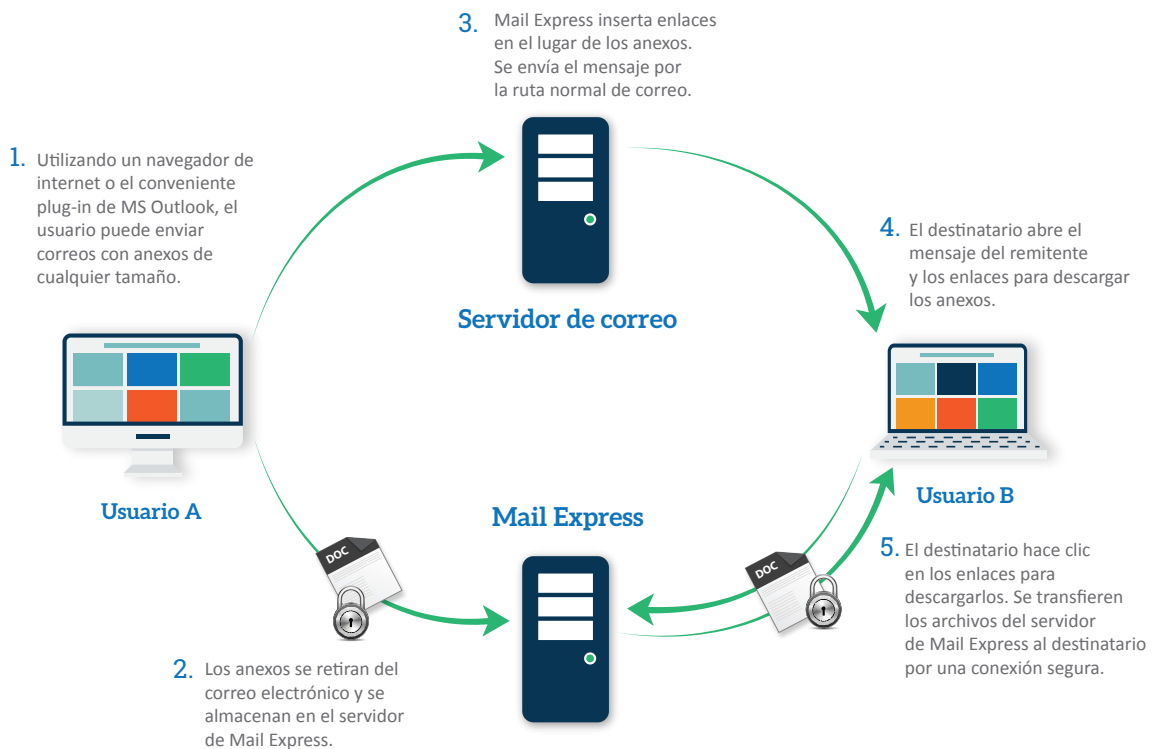 3. Mail Express inserta enlaces
en el lugar de los anexos.
Se envía el mensaje por
la ruta normal de correo.
1. Utilizando un navegador de
internet o el conveniente
plug-in de MS Outlook, el
usuario puede enviar
correos con anexos de
cualquier tamaño.
4. El destinatario abre el
mensaje del remitente
y los enlaces para descargar
los anexos.
Servidor de correo
Usuario A
Usuario B
Mail Express
DOC
DOC
5. El destinatario hace clic
en los enlaces para
descargarlos. Se transfieren
los archivos del servidor
de Mail Express al destinatario
por una conexión segura.
2. Los anexos se retiran del
correo electrónico y se
almacenan en el servidor
de Mail Express.